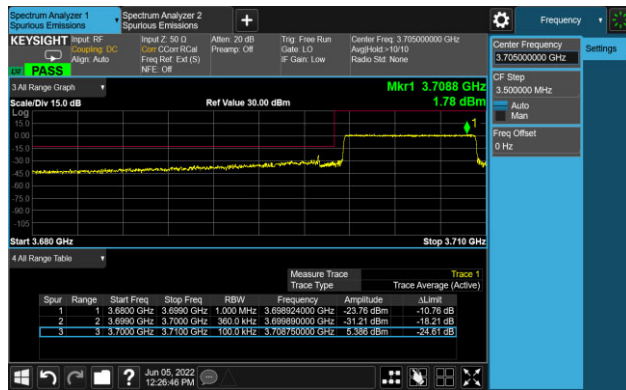 Spectrum Analyzer 1
Spurious Emissions
Spectrum Analyzer 2
Spurious Emissions
+
Frequency
KEYSIGHT
Input: RF
Coupling: DC
Align: Auto
Input Z: 50 Ω
Corr CCorr RCal
Freq Ref: Ext (S)
NFE: Off
Atten: 20 dB
Preamp: Off
Trig: Free Run
Gate: LO
IF Gain: Low
Center Freq: 3.705000000 GHz
Avg|Hold:>10/10
Radio Std: None
PASS
Center Frequency
3.705000000 GHz
Settings
CF Step
3.500000 MHz
Auto
Man
Freq Offset
0 Hz
3 All Range Graph
Mkr1 3.7088 GHz
1.78 dBm
Scale/Div 15.0 dB
Ref Value 30.00 dBm
Log
15.0
0.00
-15.0
-30.0
-45.0
-60.0
-75.0
-90.0
-105
1
Start 3.680 GHz
Stop 3.710 GHz
4 All Range Table
Measure Trace Trace 1
Trace Type Trace Average (Active)
Spur Range Start Freq Stop Freq RBW Frequency Amplitude ΔLimit
1 1 3.6800 GHz 3.6990 GHz 1.000 MHz 3.698924000 GHz -23.76 dBm -10.76 dB
2 2 3.6990 GHz 3.7000 GHz 360.0 kHz 3.699890000 GHz -31.21 dBm -18.21 dB
3 3 3.7000 GHz 3.7100 GHz 100.0 kHz 3.708750000 GHz 5.386 dBm -24.61 dB
?
Jun 05, 2022
12:26:46 PM